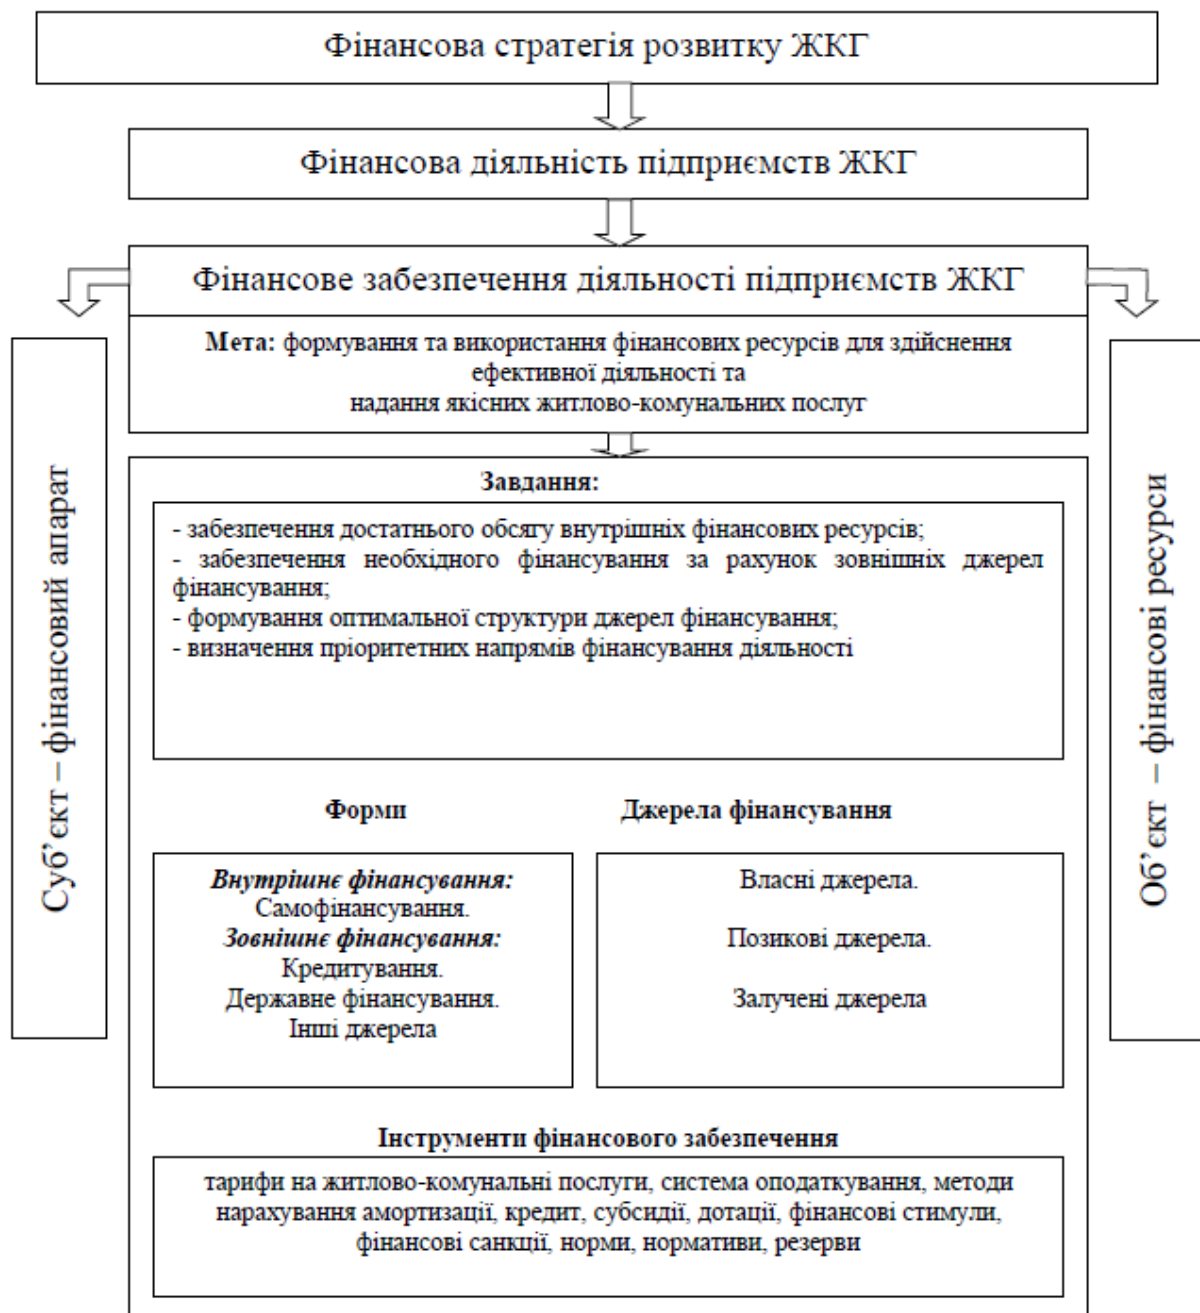 Фінансова стратегія розвитку ЖКГ
Фінансова діяльність підприємств ЖКГ
Фінансове забезпечення діяльності підприємств ЖКГ
Мета: формування та використання фінансових ресурсів для здійснення
ефективної діяльності та
надання якісних житлово-комунальних послуг
Суб’єкт – фінансовий апарат
Об’єкт – фінансові ресурси
Завдання:
- забезпечення достатнього обсягу внутрішніх фінансових ресурсів;
- забезпечення необхідного фінансування за рахунок зовнішніх джерел
фінансування;
- формування оптимальної структури джерел фінансування;
- визначення пріоритетних напрямів фінансування діяльності
Форми
Внутрішнє фінансування:
Самофінансування.
Зовнішнє фінансування:
Кредитування.
Державне фінансування.
Інші джерела
Джерела фінансування
Власні джерела.
Позикові джерела.
Залучені джерела
Інструменти фінансового забезпечення
тарифи на житлово-комунальні послуги, система оподаткування, методи
нарахування амортизації, кредит, субсидії, дотації, фінансові стимули,
фінансові санкції, норми, нормативи, резерви